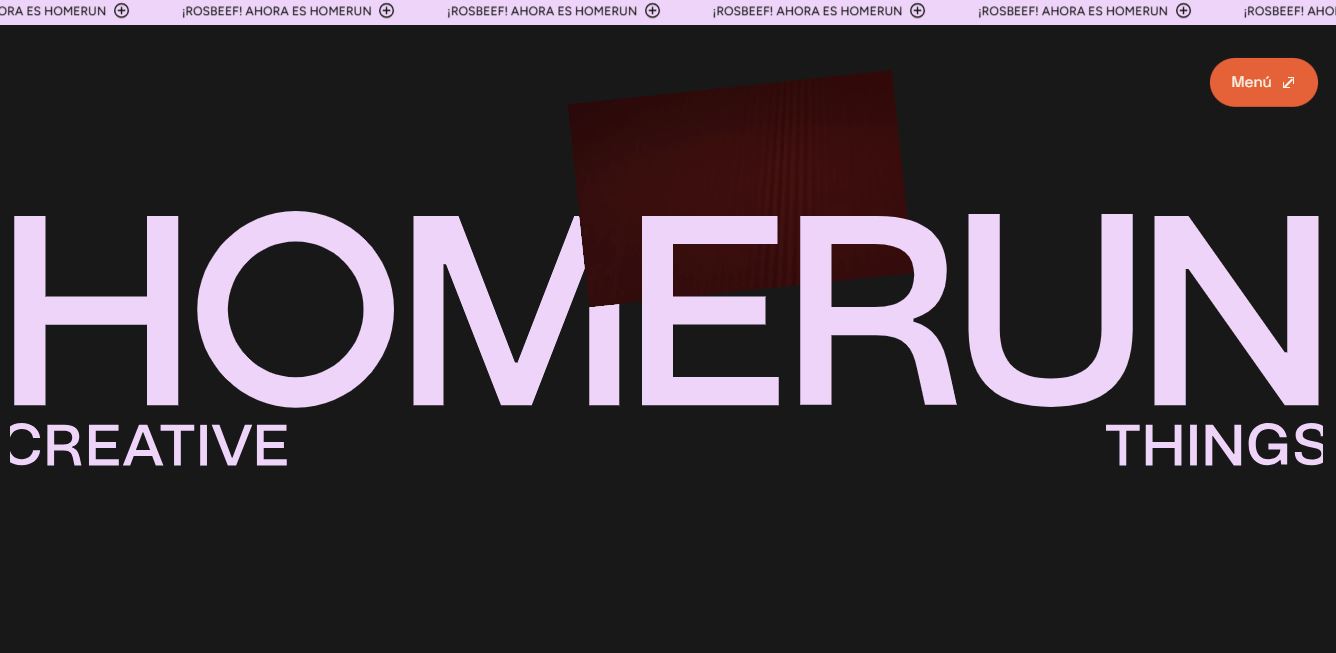 ORA ES HOMERUN ¡ROSBEEF! AHORA ES HOMERUN ¡ROSBEEF! AHORA ES HOMERUN ¡ROSBEEF! AHORA ES HOMERUN ¡ROSBEEF! AHORA ES HOMERUN ¡ROSBEEF! AHO
Menú
HOMERUN
CREATIVE THINGS